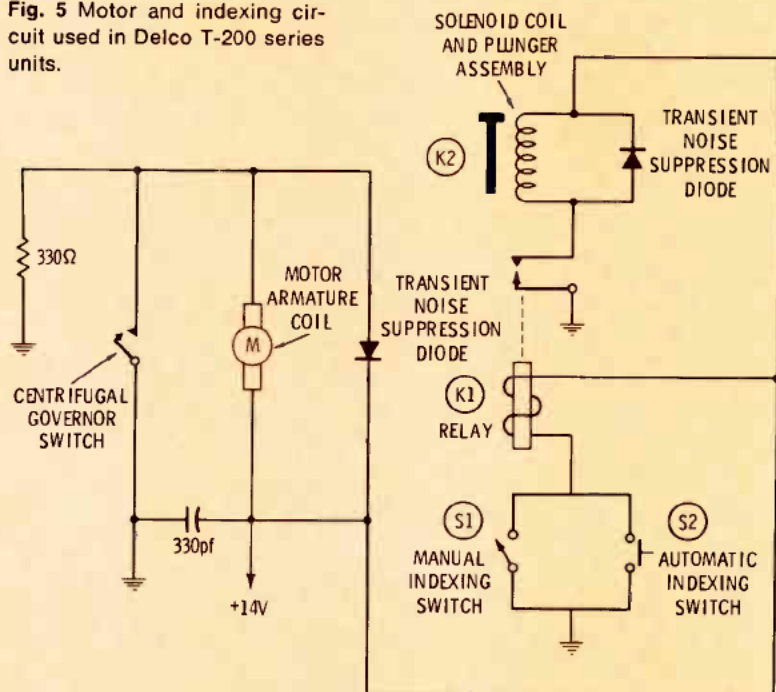 Fig. 5 Motor and indexing cir-
cuit used in Delco T-200 series
units.
SOLENOID COIL
AND PLUNGER
ASSEMBLY
K2
TRANSIENT
NOISE
SUPPRESSION
DIODE
330Ω
MOTOR
ARMATURE
COIL
M
TRANSIENT
NOISE
SUPPRESSION
DIODE
CENTRIFUGAL
GOVERNOR
SWITCH
K1
RELAY
330pf
+14V
S1
MANUAL
INDEXING
SWITCH
S2
AUTOMATIC
INDEXING
SWITCH